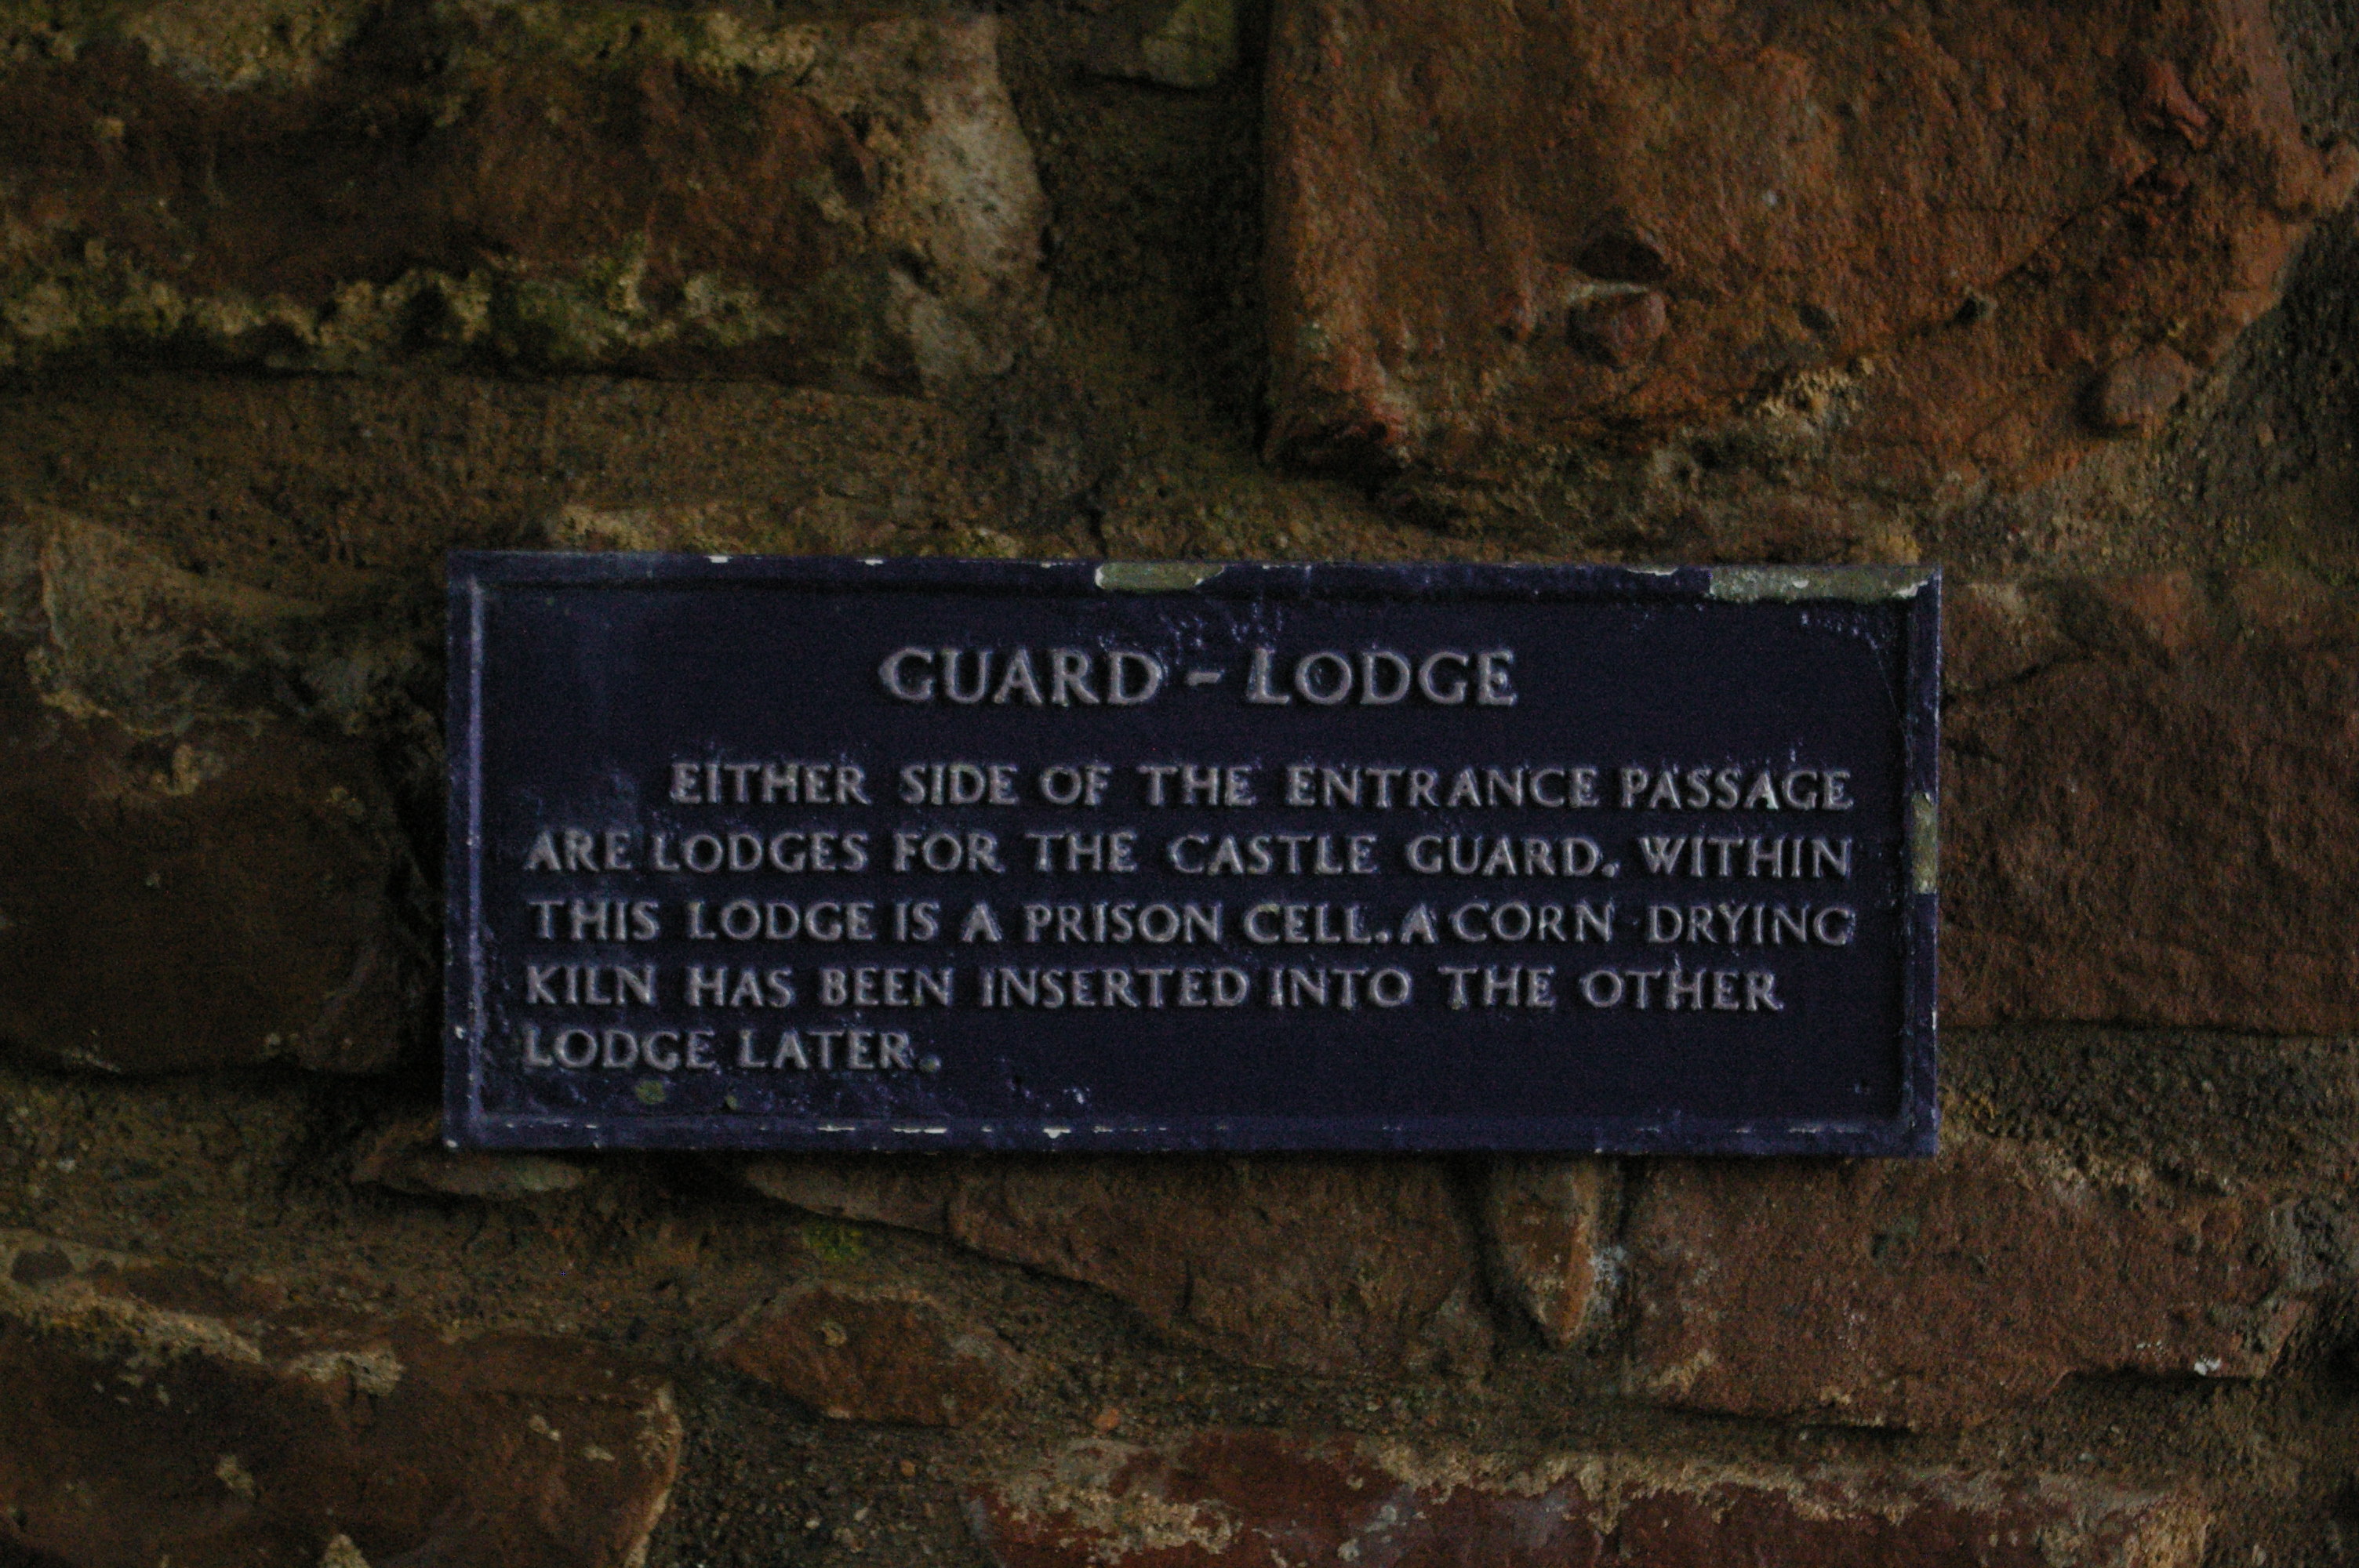 GUARD - LODGE
EITHER SIDE OF THE ENTRANCE PASSAGE
ARE LODGES FOR THE CASTLE GUARD. WITHIN
THIS LODGE IS A PRISON CELL. A CORN DRYING
KILN HAS BEEN INSERTED INTO THE OTHER
LODGE LATER.